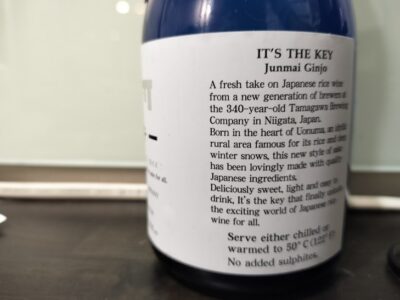 IT'S THE KEY
Junmai Ginjo
A fresh take on Japanese rice wine
from a new generation of brewers at
the 340-year-old Tamagawa Brewing
Company in Niigata, Japan.
Born in the heart of Uonuma, an
rural area famous for its rice and
winter snows, this new style of sake
has been lovingly made with quality
Japanese ingredients.
Deliciously sweet, light and easy to
drink, It's the key that finally
the exciting world of Japanese rice
wine for all.
Serve either chilled or
warmed to 50°C (122°F).
No added sulphites.